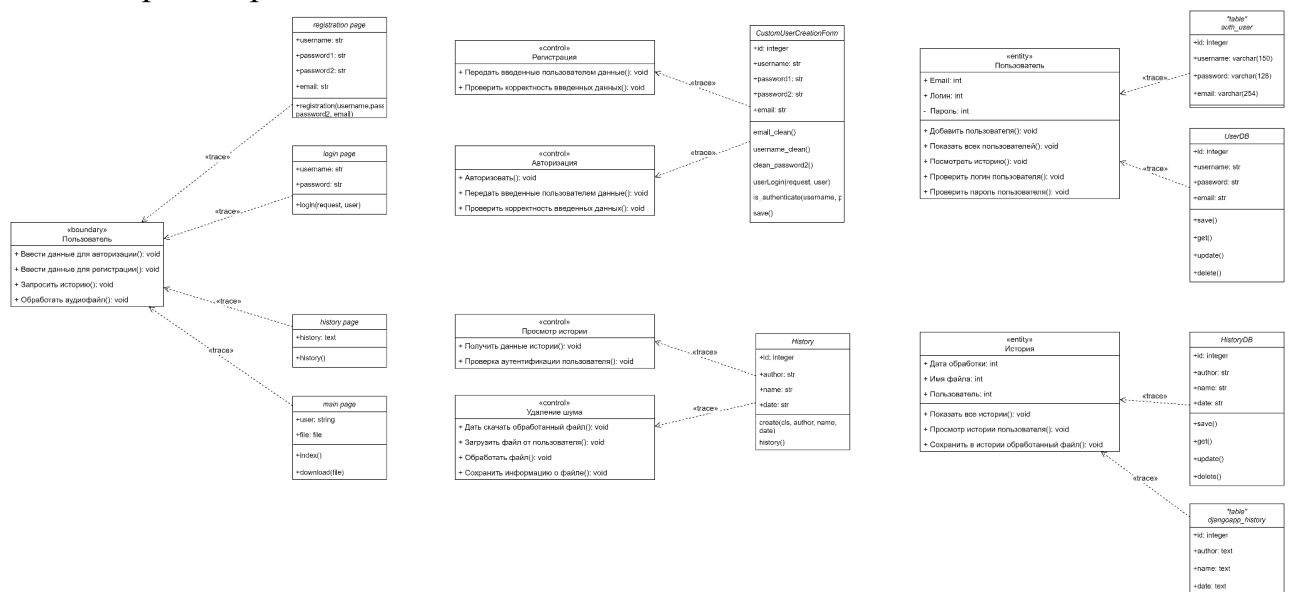 registration page
+username: str
+password1: str
+password2: str
+email: str
+registration(username,pass
password2, email)
«trace»
login page
+username: str
+password: str
+login(request, user)
«trace»
«boundary»
Пользователь
+ Ввести данные для авторизации(): void
+ Ввести данные для регистрации(): void
+ Запросить историю(): void
+ Обработать аудиофайл(): void
«trace»
history page
+history: text
+history()
«trace»
main page
+user: string
+file: file
+index()
+download(file)
«control»
Регистрация
+ Передать введенные пользователем данные(): void
+ Проверить корректность введенных данных(): void
«trace»
«control»
Авторизация
+ Авторизовать(): void
+ Передать введенные пользователем данные(): void
+ Проверить корректность введенных данных(): void
«trace»
CustomUserCreationForm
+id: integer
+username: str
+password1: str
+password2: str
+email: str
email_clean()
username_clean()
clean_password2()
userLogin(request, user)
is_authenticate(username, p
save()
«control»
Просмотр истории
+ Получить данные истории(): void
+ Проверка аутентификации пользователя(): void
«trace»
«control»
Удаление шума
+ Дать скачать обработанный файл(): void
+ Загрузить файл от пользователя(): void
+ Обработать файл(): void
+ Сохранить информацию о файле(): void
«trace»
History
+id: integer
+author: str
+name: str
+date: str
create(cls, author, name,
date)
history()
«entity»
Пользователь
+ Email: int
+ Логин: int
- Пароль: int
+ Добавить пользователя(): void
+ Показать всех пользователей(): void
+ Посмотреть историю(): void
+ Проверить логин пользователя(): void
+ Проверить пароль пользователя(): void
«trace»
"table"
auth_user
+id: integer
+username: varchar(150)
+password: varchar(128)
+email: varchar(254)
«trace»
UserDB
+id: integer
+username: str
+password: str
+email: str
+save()
+get()
+update()
+delete()
«entity»
История
+ Дата обработки: int
+ Имя файла: int
+ Пользователь: int
+ Показать все истории(): void
+ Просмотр истории пользователя(): void
+ Сохранить в истории обработанный файл(): void
«trace»
HistoryDB
+id: integer
+author: str
+name: str
+date: str
+save()
+get()
+update()
+delete()
«trace»
"table"
djangoapp_history
+id: integer
+author: text
+name: text
+date: text